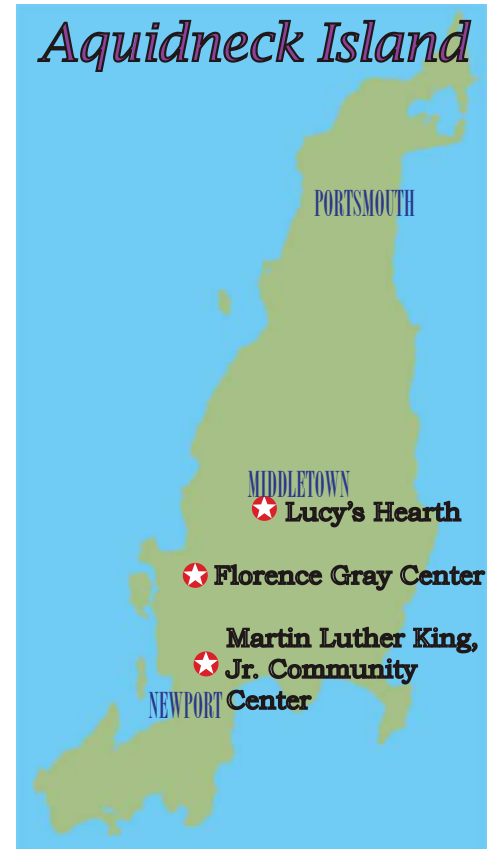 Aquidneck Island
PORTSMOUTH
MIDDLETOWN
Lucy's Hearth
Florence Gray Center
Martin Luther King,
Jr. Community
Center
NEWPORT